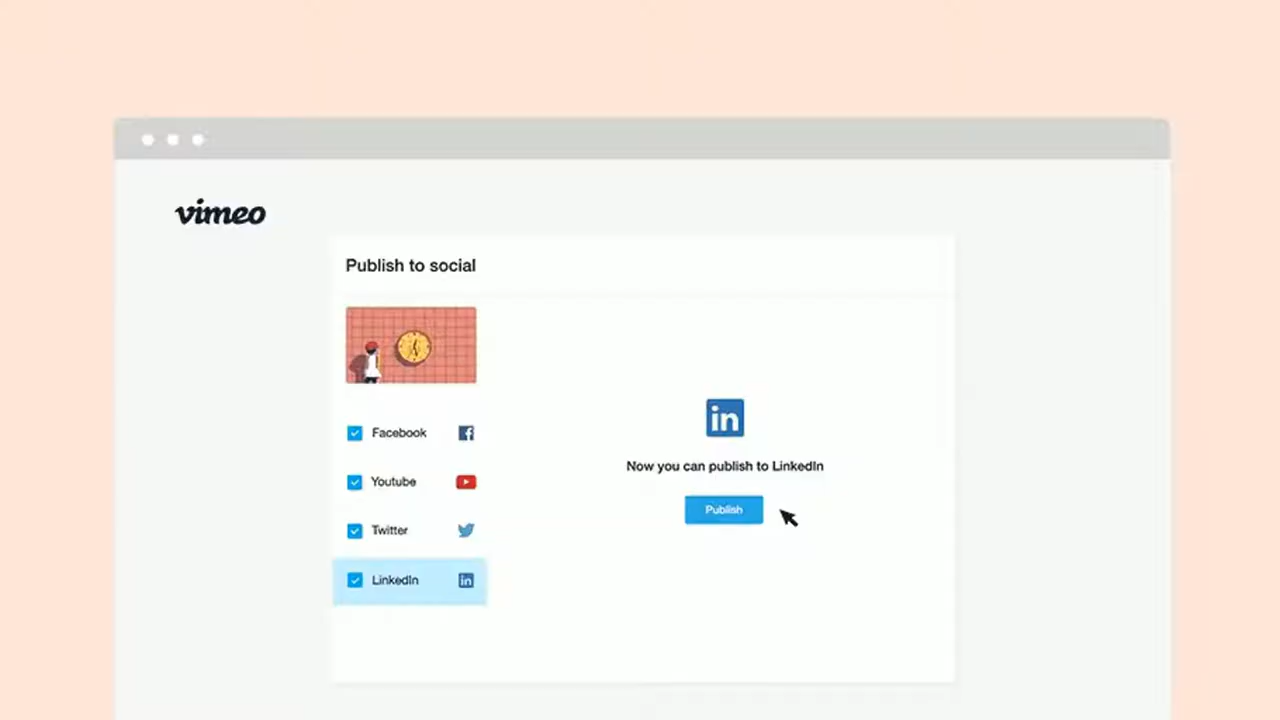 vimeo
Publish to social
Facebook
Youtube
Twitter
LinkedIn
in
Now you can publish to LinkedIn
Publish